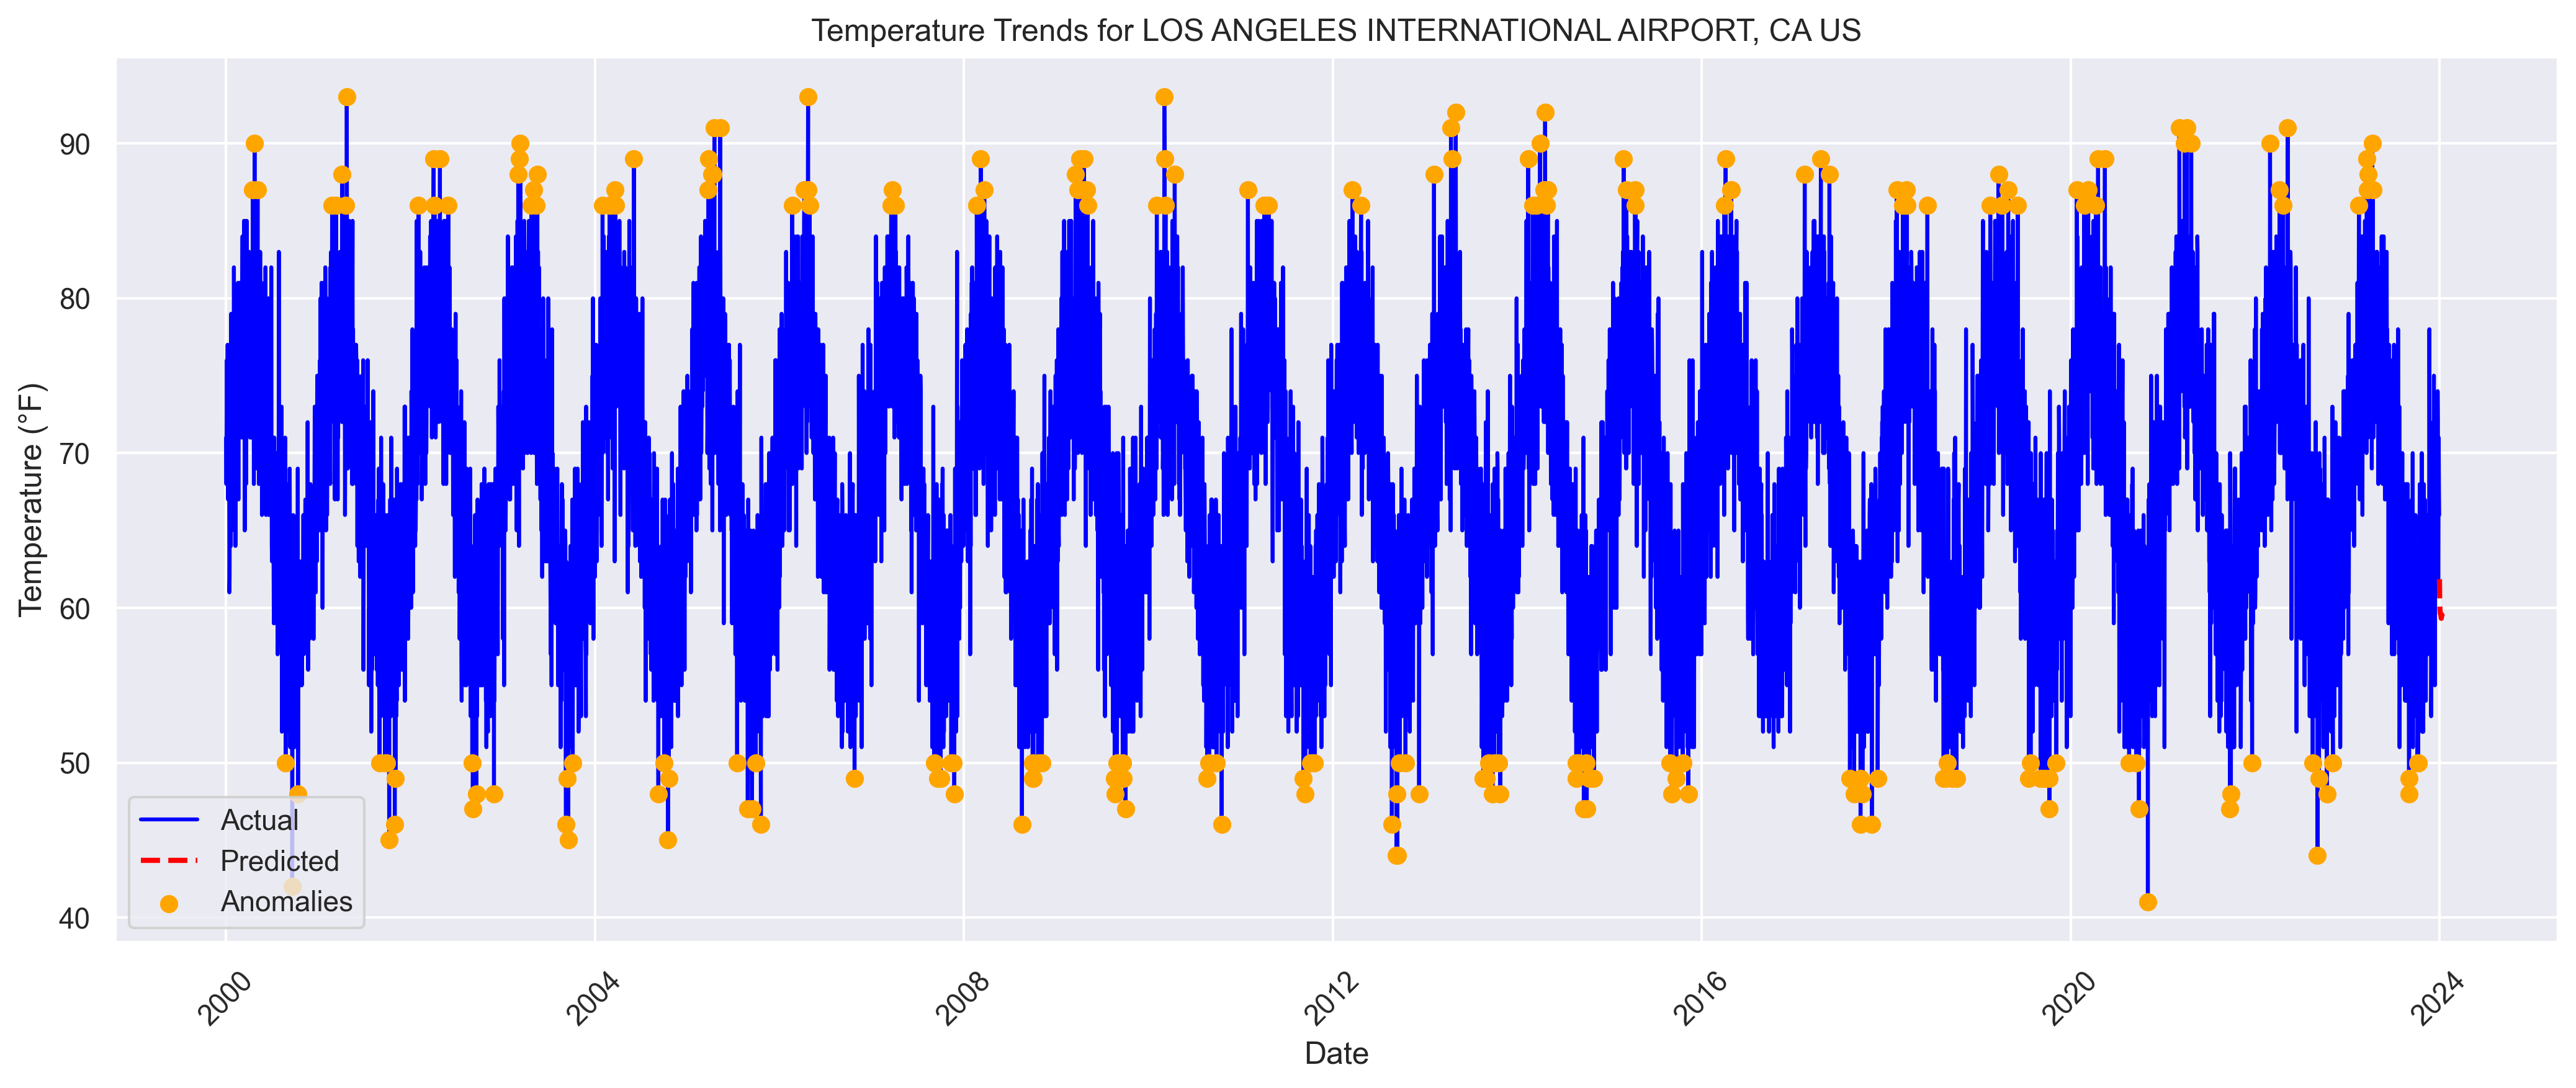 Temperature Trends for LOS ANGELES INTERNATIONAL AIRPORT, CA US
Temperature (°F)
90
80
70
60
50
40
Actual
Predicted
Anomalies
2000
2004
2008
2012
2016
2020
2024
Date